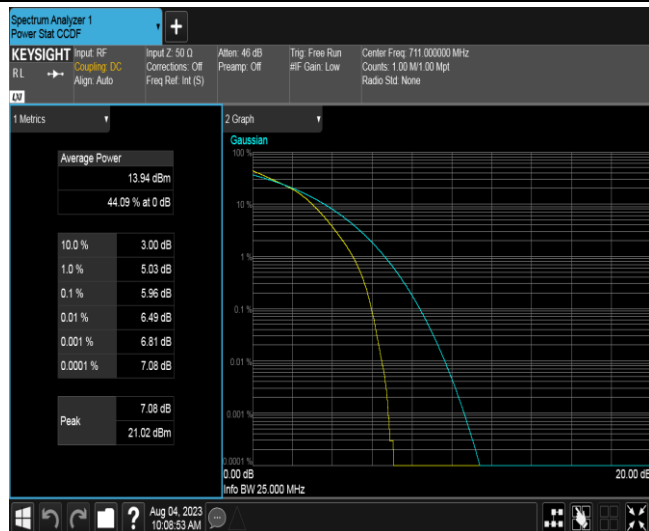 Spectrum Analyzer 1
Power Stat CCDF
+
KEYSIGHT
RL
Input: RF
Coupling: DC
Align: Auto
Input Z: 50 Ω
Corrections: Off
Freq Ref: Int (S)
Atten: 46 dB
Preamp: Off
Trig: Free Run
#IF Gain: Low
Center Freq: 711.000000 MHz
Counts: 1.00 M/1.00 Mpt
Radio Std: None
LXI
1 Metrics
Average Power
13.94 dBm
44.09 % at 0 dB
10.0 % 3.00 dB
1.0 % 5.03 dB
0.1 % 5.96 dB
0.01 % 6.49 dB
0.001 % 6.81 dB
0.0001 % 7.08 dB
Peak
7.08 dB
21.02 dBm
2 Graph
Gaussian
100 %
10 %
1 %
0.1 %
0.01 %
0.001 %
0.0001 %
0.00 dB
20.00 dB
Info BW 25.000 MHz
?
Aug 04, 2023
10:08:53 AM